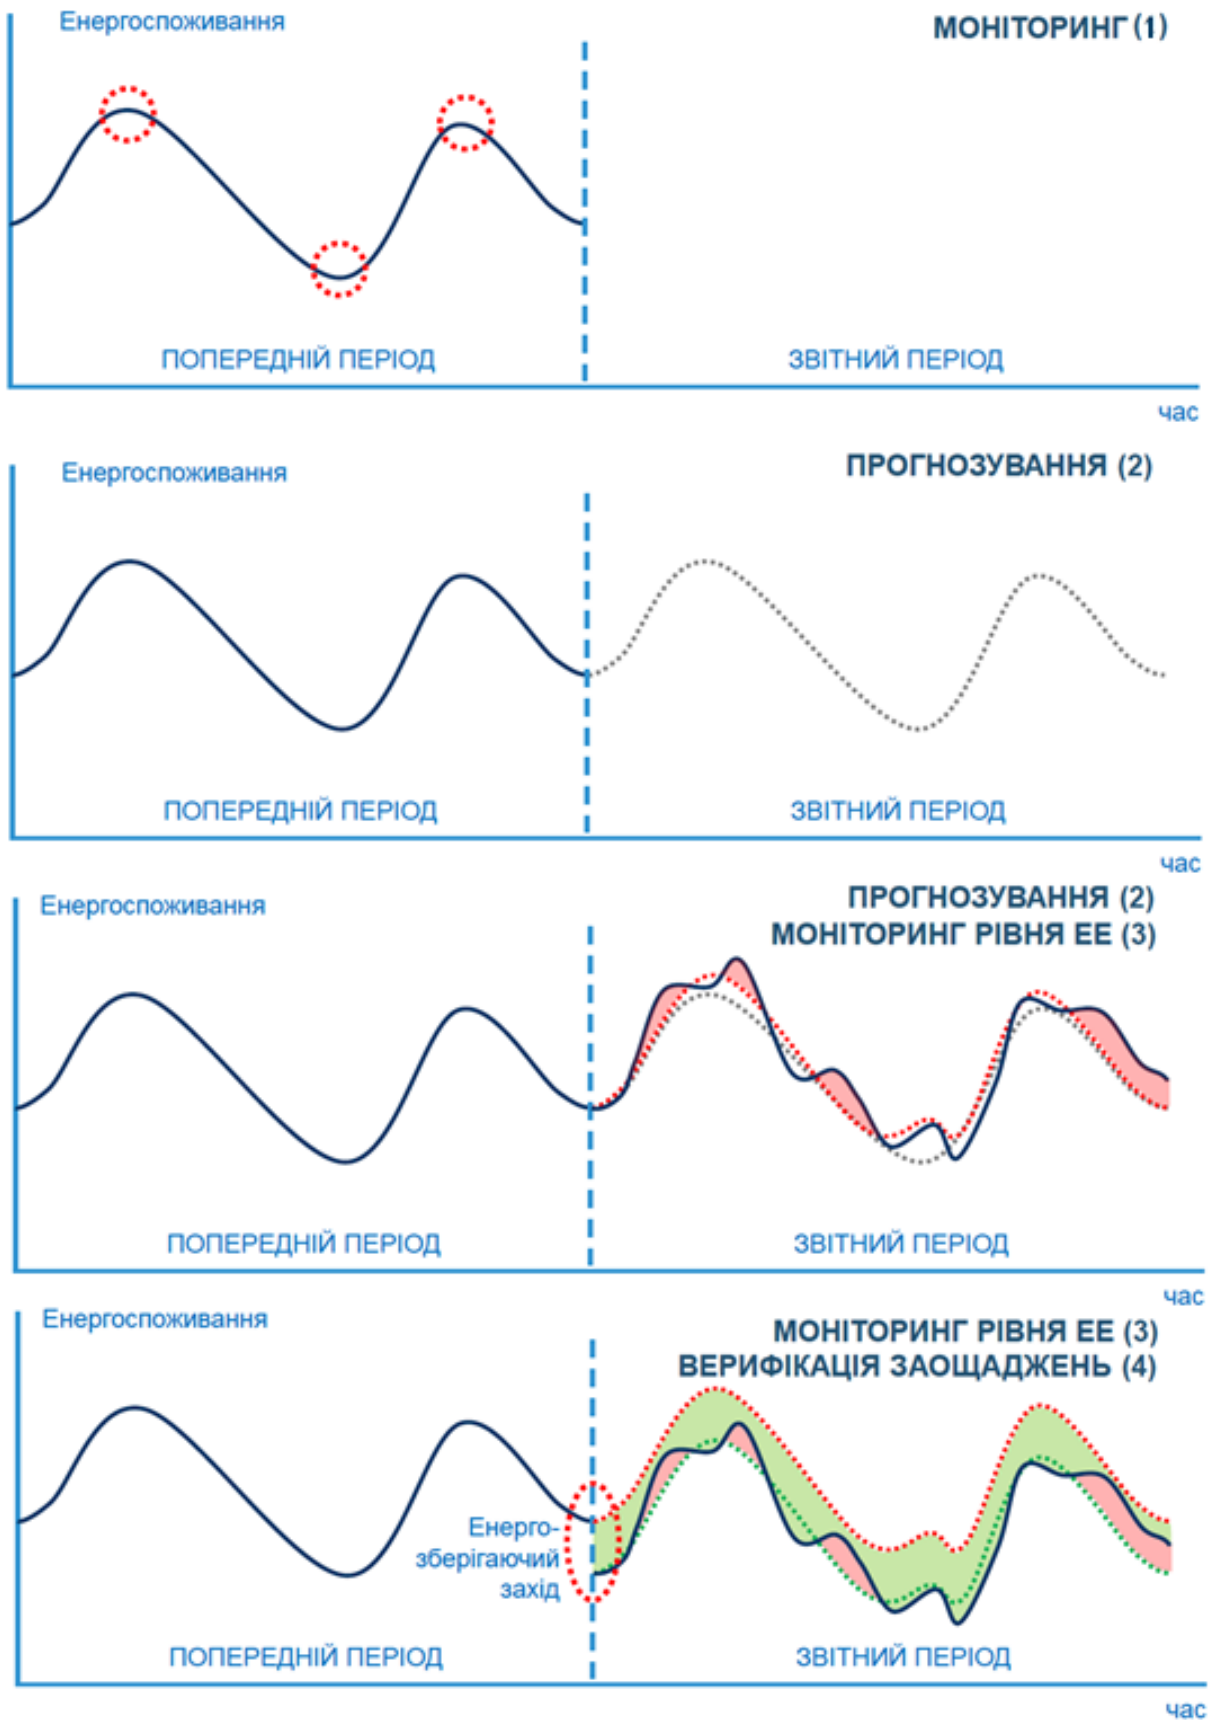 Енергоспоживання
МОНІТОРИНГ (1)
ПОПЕРЕДНІЙ ПЕРІОД
ЗВІТНИЙ ПЕРІОД
час
Енергоспоживання
ПРОГНОЗУВАННЯ (2)
ПОПЕРЕДНІЙ ПЕРІОД
ЗВІТНИЙ ПЕРІОД
час
Енергоспоживання
ПРОГНОЗУВАННЯ (2)
МОНІТОРИНГ РІВНЯ ЕЕ (3)
ПОПЕРЕДНІЙ ПЕРІОД
ЗВІТНИЙ ПЕРІОД
час
Енергоспоживання
МОНІТОРИНГ РІВНЯ ЕЕ (3)
ВЕРИФІКАЦІЯ ЗАОЩАДЖЕНЬ (4)
Енерго-
зберігаючий
захід
ПОПЕРЕДНІЙ ПЕРІОД
ЗВІТНИЙ ПЕРІОД
час